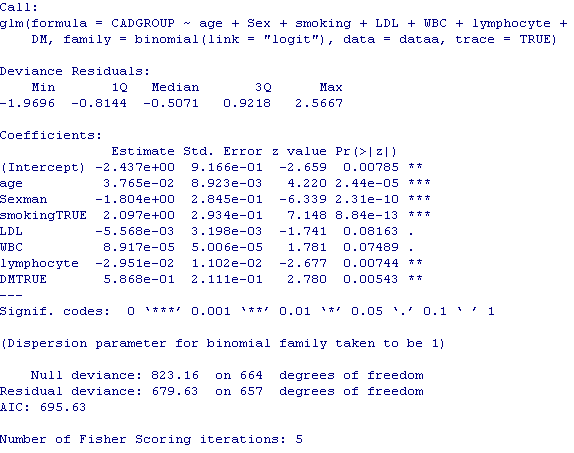 Call:
glm(formula = CADGROUP ~ age + Sex + smoking + LDL + WBC + lymphocyte +
    DM, family = binomial(link = "logit"), data = dataa, trace = TRUE)

Deviance Residuals:
    Min       1Q   Median       3Q      Max
-1.9696  -0.8144  -0.5071   0.9218   2.5667

Coefficients:
              Estimate Std. Error z value Pr(>|z|)
(Intercept) -2.437e+00  9.166e-01  -2.659  0.00785 **
age          3.765e-02  8.923e-03   4.220 2.44e-05 ***
Sexman      -1.804e+00  2.845e-01  -6.339 2.31e-10 ***
smokingTRUE  2.097e+00  2.934e-01   7.148 8.84e-13 ***
LDL         -5.568e-03  3.198e-03  -1.741  0.08163 .
WBC          8.917e-05  5.006e-05   1.781  0.07489 .
lymphocyte  -2.951e-02  1.102e-02  -2.677  0.00744 **
DMTRUE       5.868e-01  2.111e-01   2.780  0.00543 **
---
Signif. codes:  0 ‘***’ 0.001 ‘**’ 0.01 ‘*’ 0.05 ‘.’ 0.1 ‘ ’ 1

(Dispersion parameter for binomial family taken to be 1)

    Null deviance: 823.16  on 664  degrees of freedom
Residual deviance: 679.63  on 657  degrees of freedom
AIC: 695.63

Number of Fisher Scoring iterations: 5